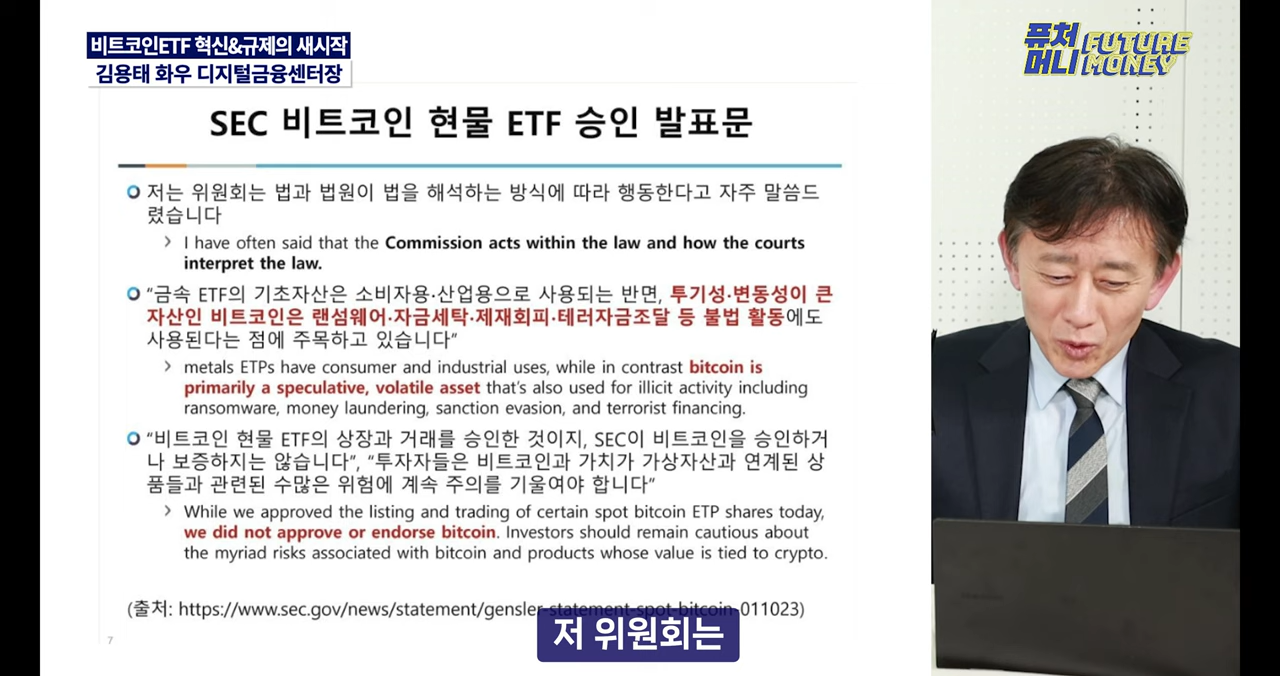 비트코인ETF 혁신&규제의 새시작
김용태 화우 디지털금융센터장
퓨처 FUTURE
머니 MONEY
SEC 비트코인 현물 ETF 승인 발표문
저는 위원회는 법과 법원이 법을 해석하는 방식에 따라 행동한다고 자주 말씀드
렸습니다
› I have often said that the Commission acts within the law and how the courts
interpret the law.
“금속 ETF의 기초자산은 소비자용·산업용으로 사용되는 반면, 투기성·변동성이 큰
자산인 비트코인은 랜섬웨어·자금세탁·제재회피·테러자금조달 등 불법 활동에도
사용된다는 점에 주목하고 있습니다”
› metals ETPs have consumer and industrial uses, while in contrast bitcoin is
primarily a speculative, volatile asset that’s also used for illicit activity including
ransomware, money laundering, sanction evasion, and terrorist financing.
“비트코인 현물 ETF의 상장과 거래를 승인한 것이지, SEC이 비트코인을 승인하거
나 보증하지는 않습니다”, “투자자들은 비트코인과 가치가 가상자산과 연계된 상
품들과 관련된 수많은 위험에 계속 주의를 기울여야 합니다”
› While we approved the listing and trading of certain spot bitcoin ETP shares today,
we did not approve or endorse bitcoin. Investors should remain cautious about
the myriad risks associated with bitcoin and products whose value is tied to crypto.
(출처: https://www.sec.gov/news/statement/gensler-statement-spot-bitcoin-011023)
7
저 위원회는